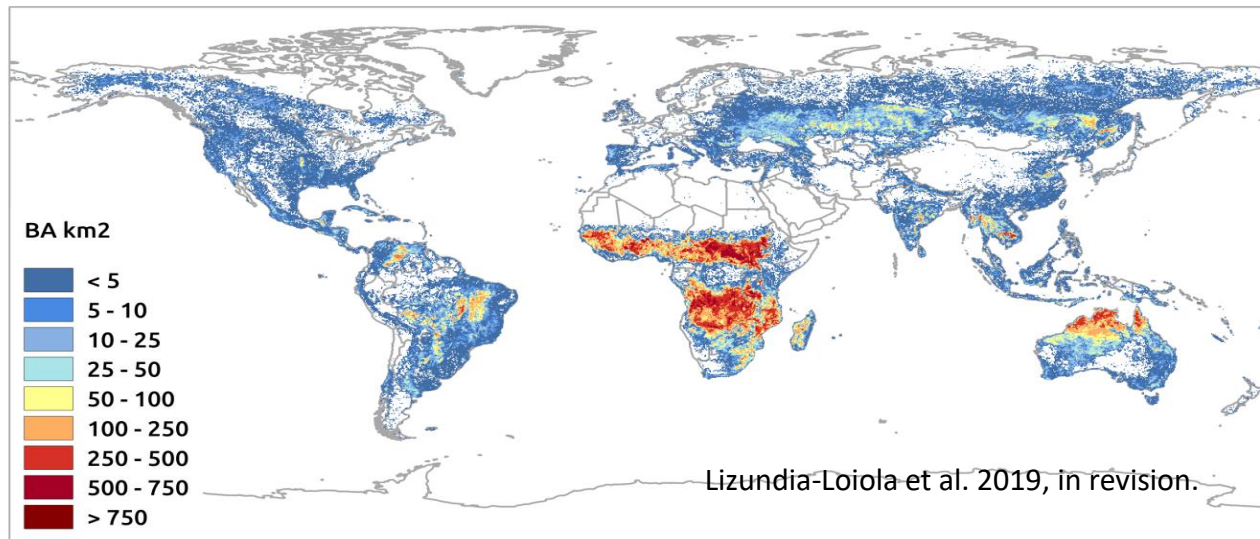 BA km2
< 5
5 - 10
10 - 25
25 - 50
50 - 100
100 - 250
250 - 500
500 - 750
> 750
Lizundia-Loiola et al. 2019, in revision.